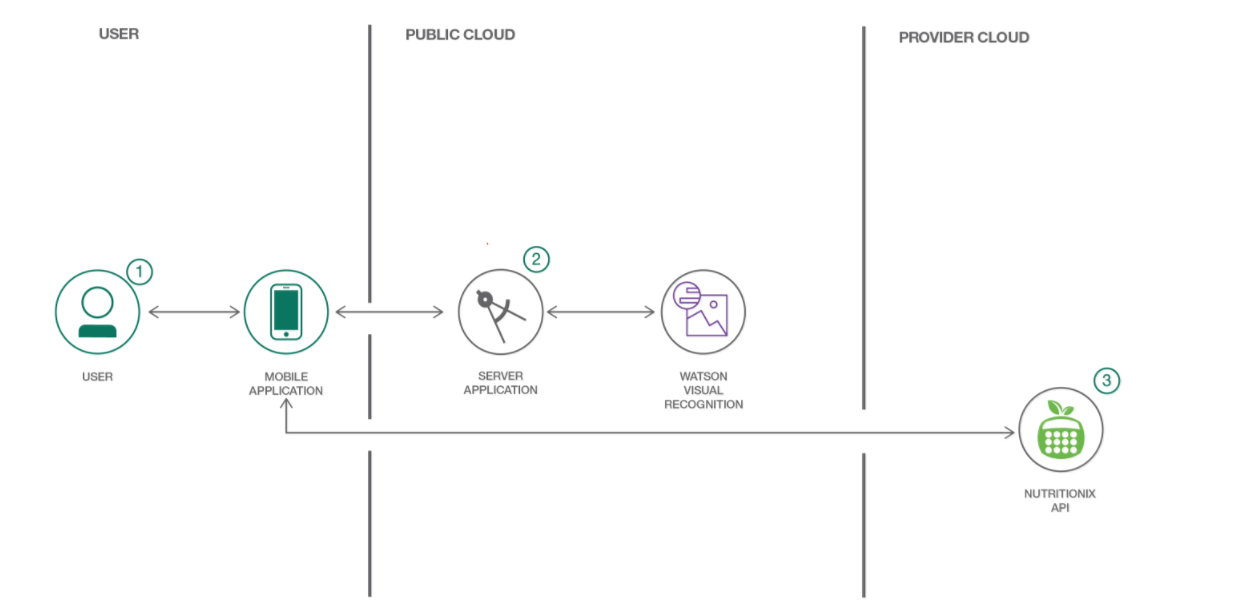 USER
PUBLIC CLOUD
PROVIDER CLOUD
1
2
USER
MOBILE
APPLICATION
SERVER
APPLICATION
WATSON
VISUAL
RECOGNITION
3
NUTRITIONIX
API